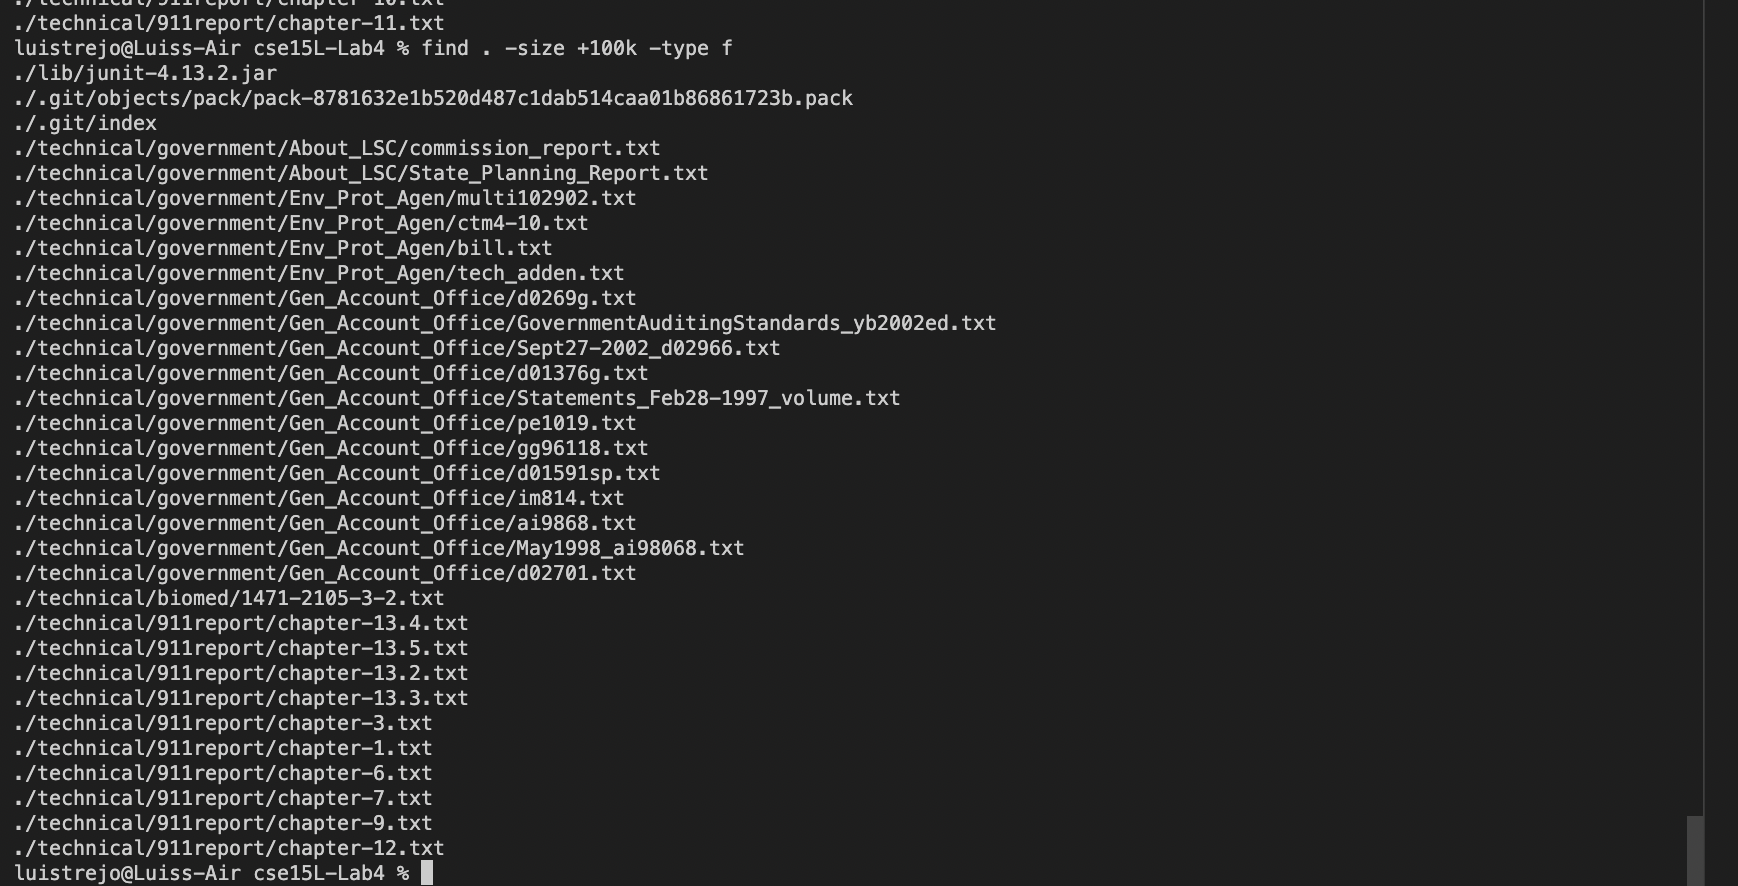 ./technical/911report/chapter-10.txt
./technical/911report/chapter-11.txt
luistrejo@Luiss-Air cse15L-Lab4 % find . -size +100k -type f
./lib/junit-4.13.2.jar
./.git/objects/pack/pack-8781632e1b520d487c1dab514caa01b86861723b.pack
./.git/index
./technical/government/About_LSC/commission_report.txt
./technical/government/About_LSC/State_Planning_Report.txt
./technical/government/Env_Prot_Agen/multi102902.txt
./technical/government/Env_Prot_Agen/ctm4-10.txt
./technical/government/Env_Prot_Agen/bill.txt
./technical/government/Env_Prot_Agen/tech_adden.txt
./technical/government/Gen_Account_Office/d0269g.txt
./technical/government/Gen_Account_Office/GovernmentAuditingStandards_yb2002ed.txt
./technical/government/Gen_Account_Office/Sept27-2002_d02966.txt
./technical/government/Gen_Account_Office/d01376g.txt
./technical/government/Gen_Account_Office/Statements_Feb28-1997_volume.txt
./technical/government/Gen_Account_Office/pe1019.txt
./technical/government/Gen_Account_Office/gg96118.txt
./technical/government/Gen_Account_Office/d01591sp.txt
./technical/government/Gen_Account_Office/im814.txt
./technical/government/Gen_Account_Office/ai9868.txt
./technical/government/Gen_Account_Office/May1998_ai98068.txt
./technical/government/Gen_Account_Office/d02701.txt
./technical/biomed/1471-2105-3-2.txt
./technical/911report/chapter-13.4.txt
./technical/911report/chapter-13.5.txt
./technical/911report/chapter-13.2.txt
./technical/911report/chapter-13.3.txt
./technical/911report/chapter-3.txt
./technical/911report/chapter-1.txt
./technical/911report/chapter-6.txt
./technical/911report/chapter-7.txt
./technical/911report/chapter-9.txt
./technical/911report/chapter-12.txt
luistrejo@Luiss-Air cse15L-Lab4 %